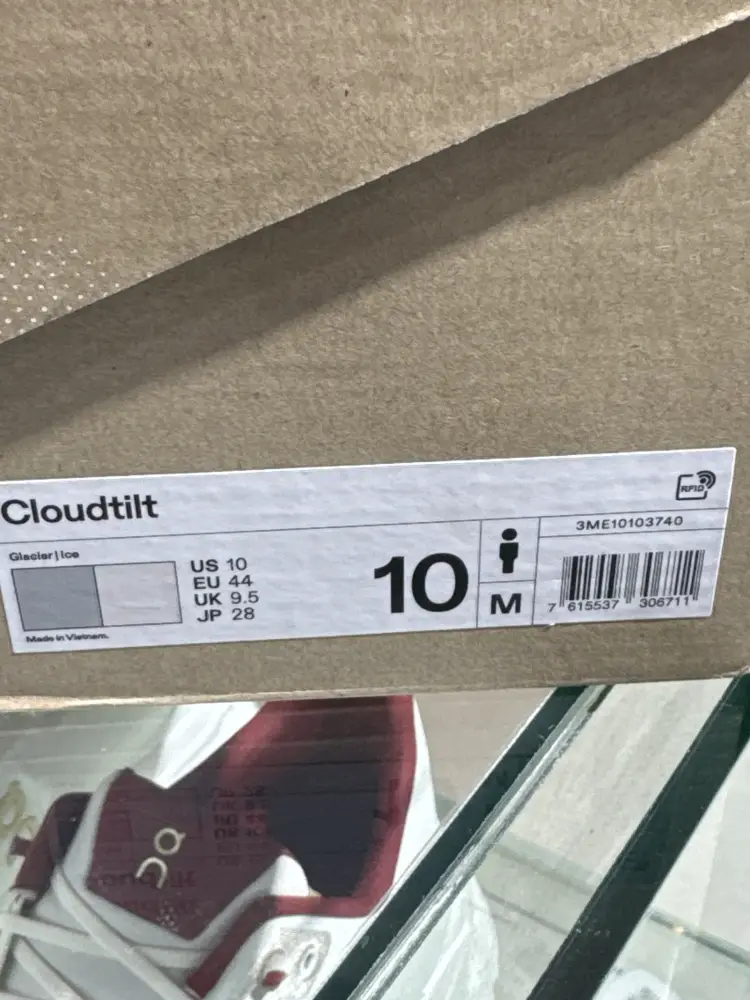 Cloudtilt
RFID
Glacier | Ice
US 10
EU 44
UK 9.5
JP 28
Made in Vietnam.
10
M
3ME10103740
7 615537 306711